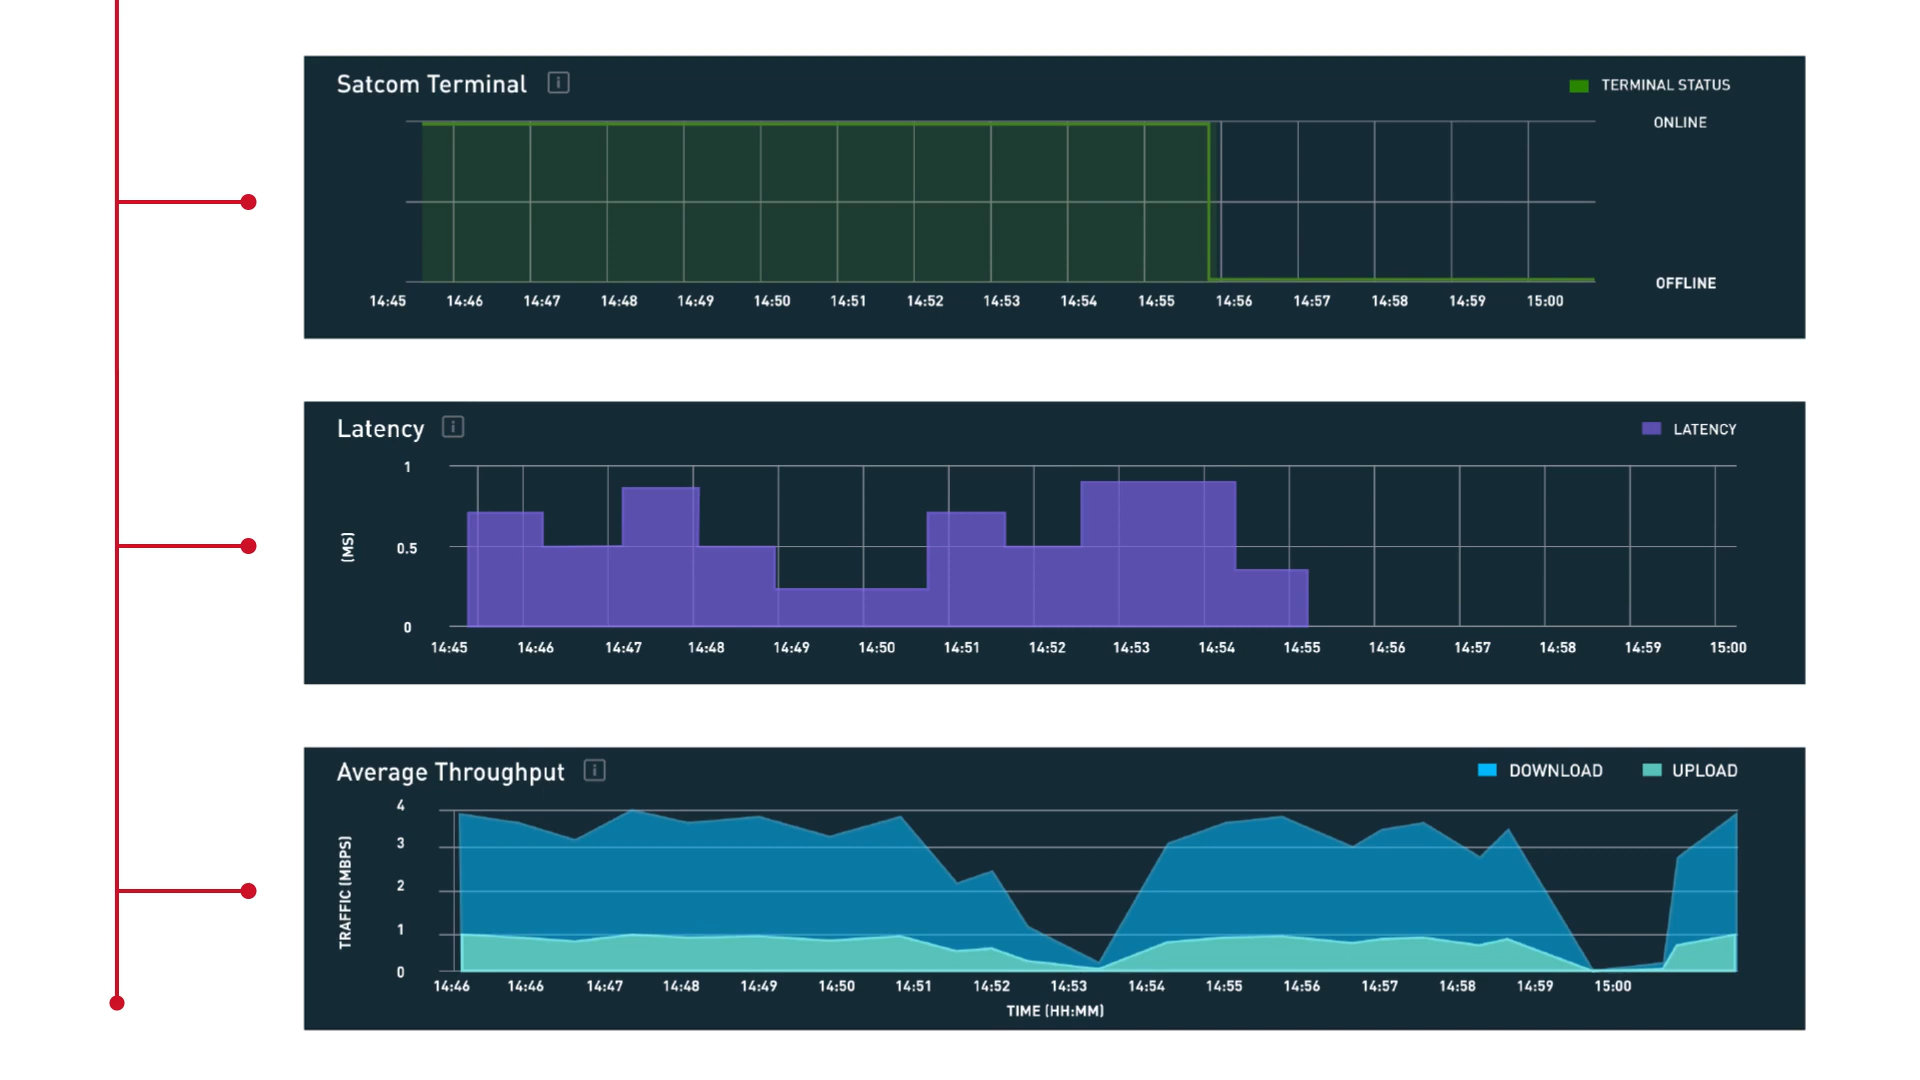 Satcom Terminal i
TERMINAL STATUS
ONLINE
OFFLINE
14:45 14:46 14:47 14:48 14:49 14:50 14:51 14:52 14:53 14:54 14:55 14:56 14:57 14:58 14:59 15:00
Latency i
LATENCY
1
(MS)
0.5
0
14:45 14:46 14:47 14:48 14:49 14:50 14:51 14:52 14:53 14:54 14:55 14:56 14:57 14:58 14:59 15:00
Average Throughput i
DOWNLOAD UPLOAD
4
3
TRAFFIC (MBPS)
2
1
0
14:46 14:46 14:47 14:48 14:49 14:50 14:51 14:52 14:53 14:54 14:55 14:56 14:57 14:58 14:59 15:00
TIME (HH:MM)